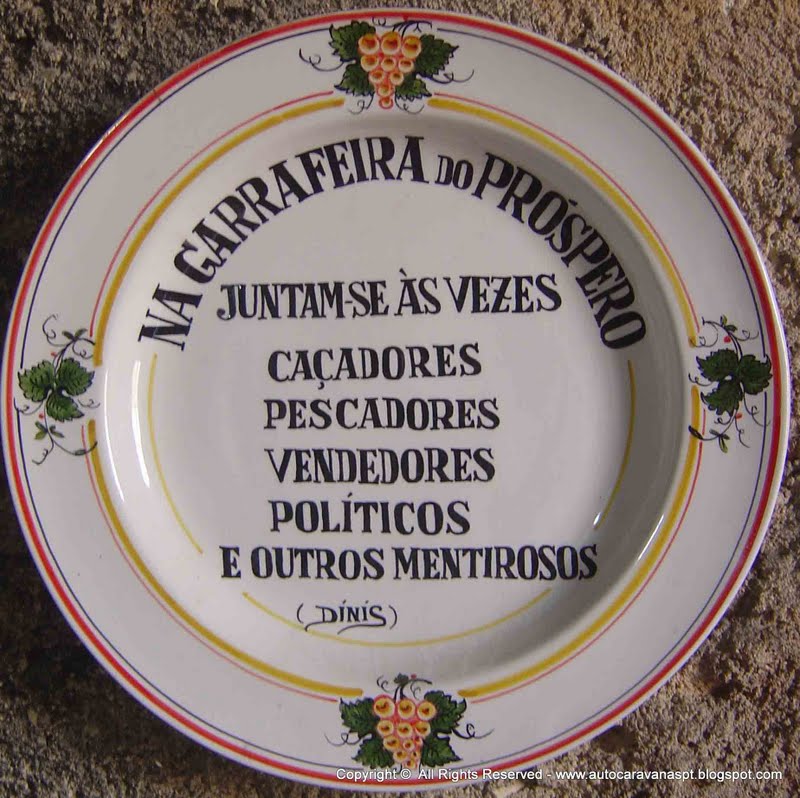 NA GARRAFEIRA DO PRÓSPERO
JUNTAM-SE ÀS VEZES
CAÇADORES
PESCADORES
VENDEDORES
POLÍTICOS
E OUTROS MENTIROSOS
(DINIS)
Copyright © All Rights Reserved - www.autocaravanaspt.blogspot.com/